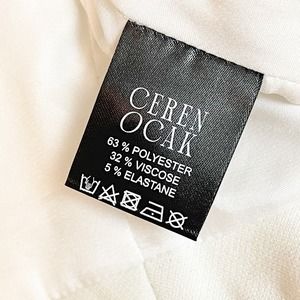 CEREN
OCAK
63 % POLYESTER
32 % VISCOSE
5 % ELASTANE